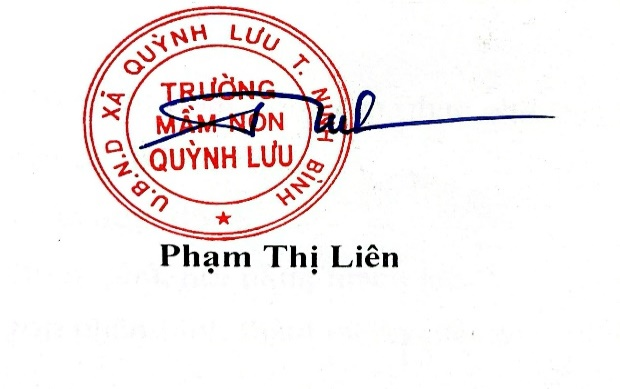 U.B.N.D XÃ QUỲNH LƯU T. NINH BÌNH
TRƯỜNG
MẦM NON
QUỲNH LƯU
Phạm Thị Liên